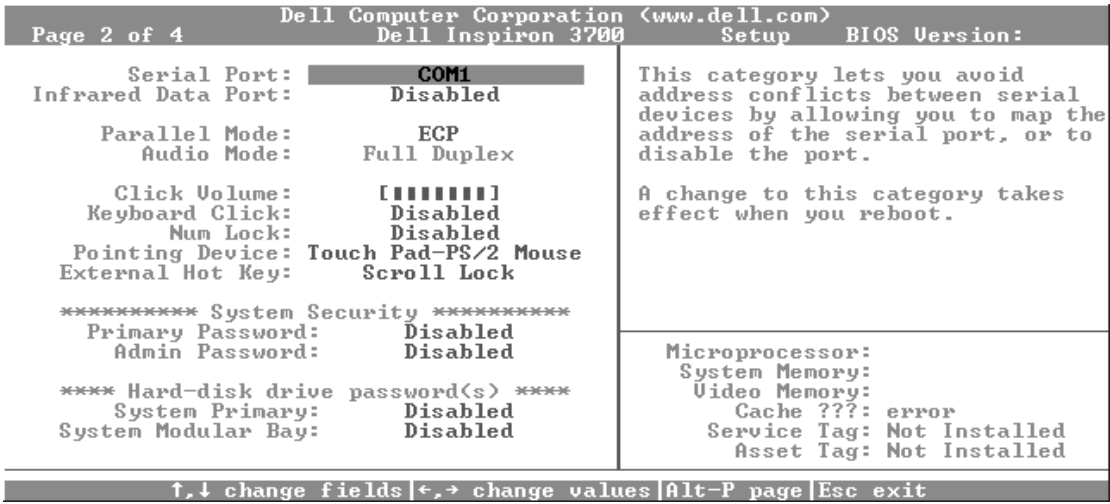 Dell Computer Corporation (www.dell.com)
Page 2 of 4 Dell Inspiron 3700 Setup BIOS Version:
Serial Port: COM1
Infrared Data Port: Disabled
Parallel Mode: ECP
Audio Mode: Full Duplex
Click Volume: [▮▮▮▮▮▮▮▮]
Keyboard Click: Disabled
Num Lock: Disabled
Pointing Device: Touch Pad-PS/2 Mouse
External Hot Key: Scroll Lock
********** System Security **********
Primary Password: Disabled
Admin Password: Disabled
**** Hard-disk drive password(s) ****
System Primary: Disabled
System Modular Bay: Disabled
This category lets you avoid
address conflicts between serial
devices by allowing you to map the
address of the serial port, or to
disable the port.
A change to this category takes
effect when you reboot.
Microprocessor:
System Memory:
Video Memory:
Cache ???: error
Service Tag: Not Installed
Asset Tag: Not Installed
↑,↓ change fields|←,→ change values|Alt-P page|Esc exit